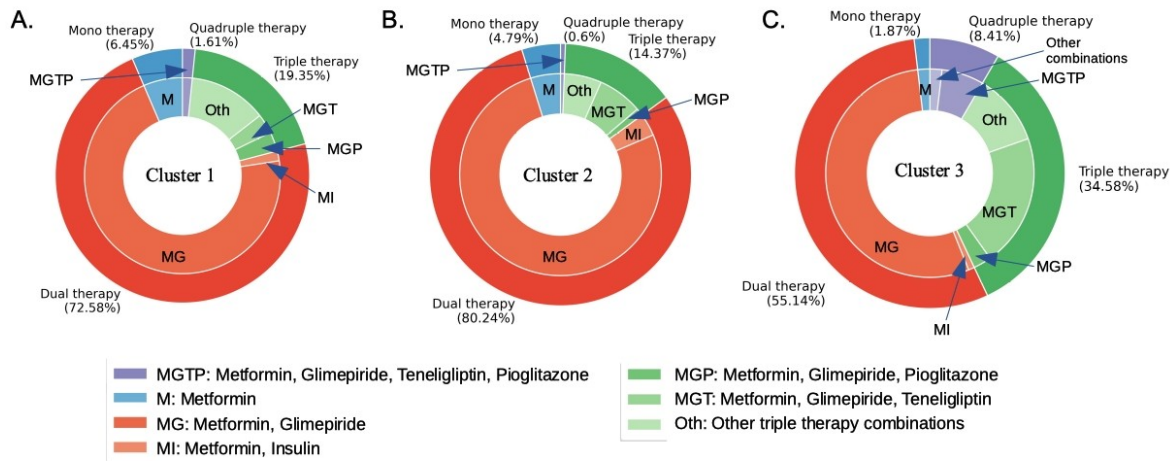 A.
Mono therapy
(6.45%)
Quadruple therapy
(1.61%)
Triple therapy
(19.35%)
MGTP
M
Oth
MGT
MGP
MI
Cluster 1
MG
Dual therapy
(72.58%)
B.
Mono therapy
(4.79%)
Quadruple therapy
(0.6%)
Triple therapy
(14.37%)
MGTP
M
Oth
MGT
MGP
MI
Cluster 2
MG
Dual therapy
(80.24%)
C.
Mono therapy
(1.87%)
Quadruple therapy
(8.41%)
Other
combinations
MGTP
M
Oth
Cluster 3
Triple therapy
(34.58%)
MGT
MG
MGP
Dual therapy
(55.14%)
MI
MGTP: Metformin, Glimepiride, Teneligliptin, Pioglitazone
M: Metformin
MG: Metformin, Glimepiride
MI: Metformin, Insulin
MGP: Metformin, Glimepiride, Pioglitazone
MGT: Metformin, Glimepiride, Teneligliptin
Oth: Other triple therapy combinations